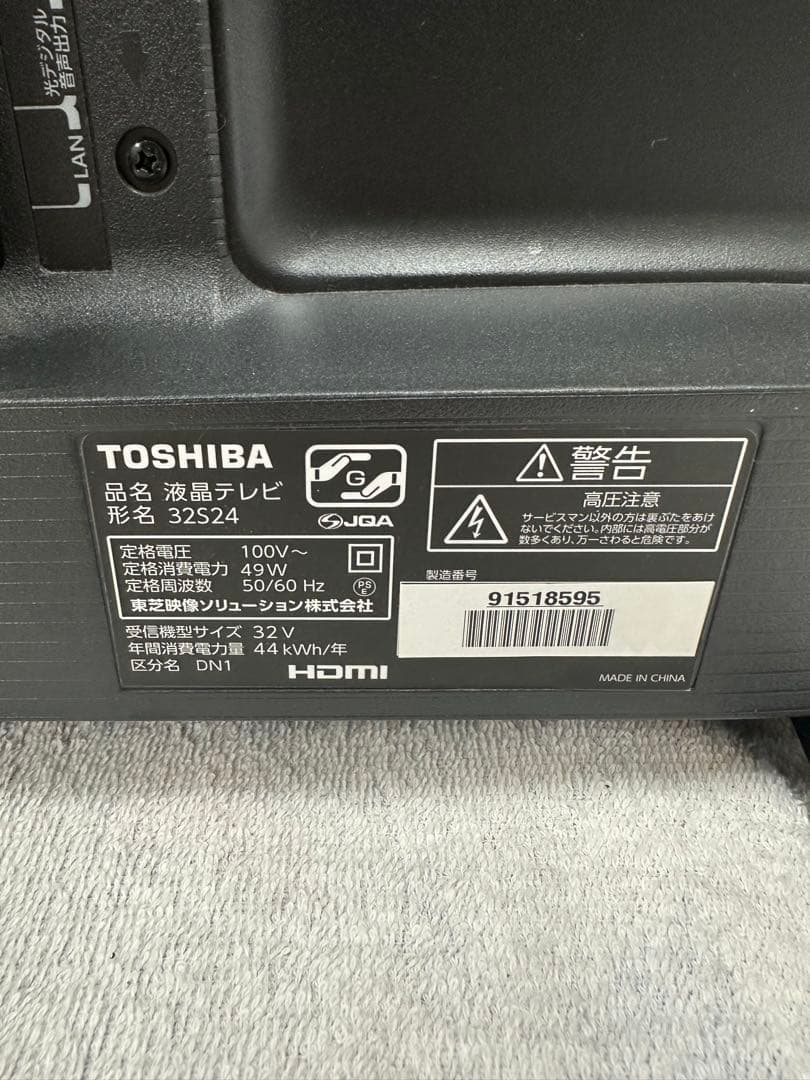 光デジタル
音声出力
LAN
TOSHIBA
品名 液晶テレビ
形名 32S24
G
JQA
定格電圧 100V～
定格消費電力 49W
定格周波数 50/60 Hz
PS
E
東芝映像ソリューション株式会社
受信機型サイズ 32V
年間消費電力量 44kWh/年
区分名 DN1
HDMI
警告
高圧注意
サービスマン以外の方は裏ぶたをあけ
ないでください。内部には高電圧部分が
数多くあり、万一さわると危険です。
製造番号
91518595
MADE IN CHINA